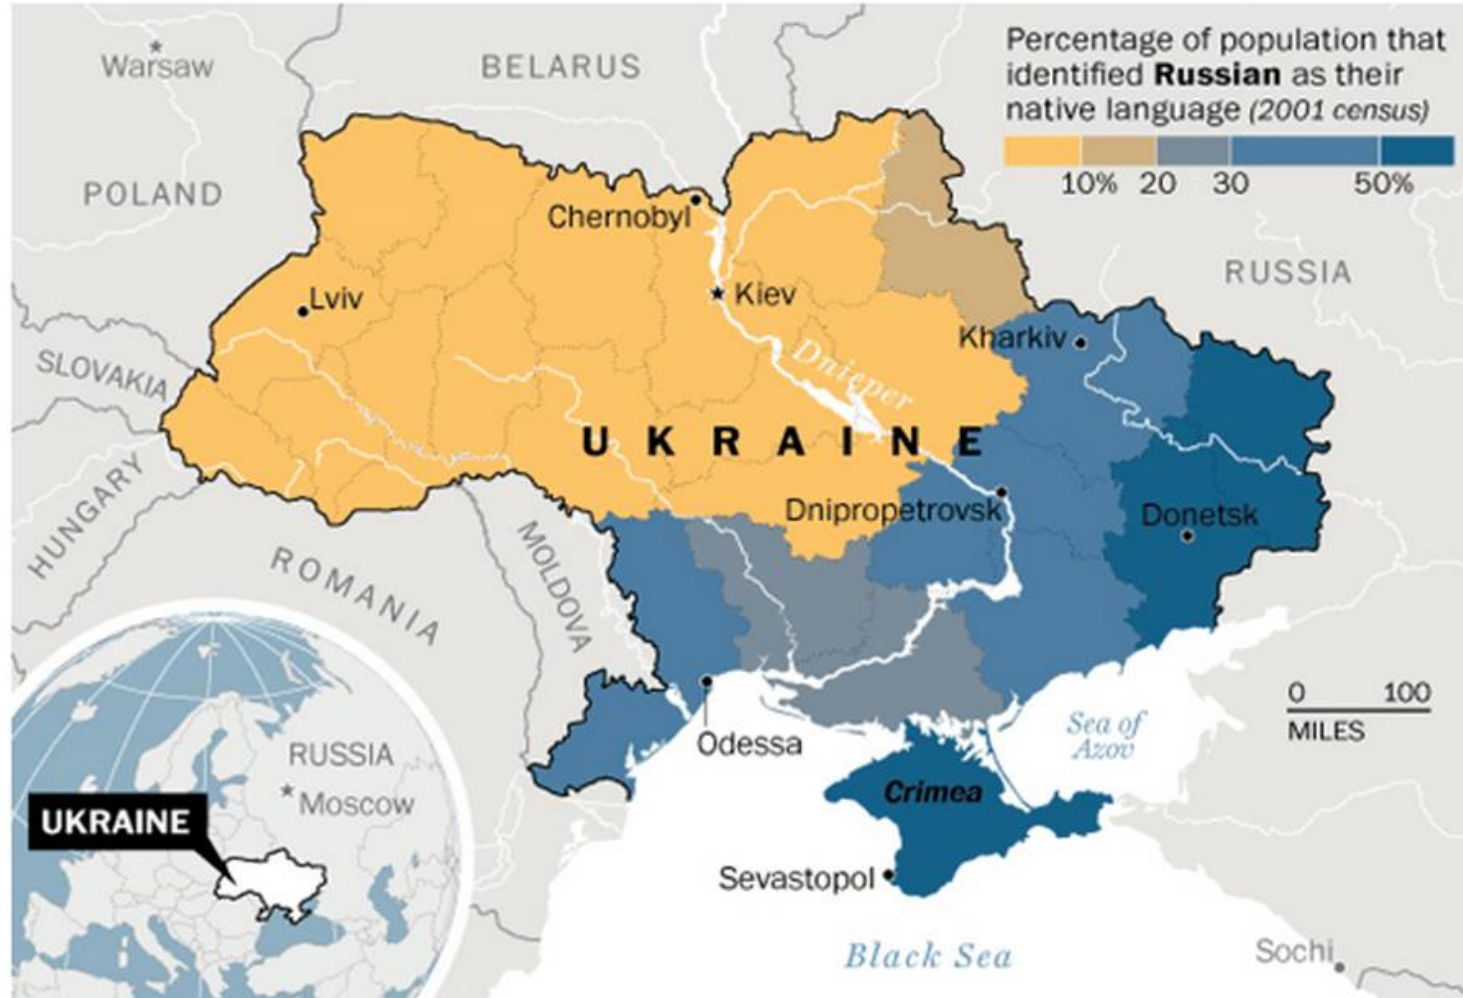 Percentage of population that
identified Russian as their
native language (2001 census)
10% 20 30 50%
Warsaw
BELARUS
POLAND
Chernobyl
RUSSIA
Lviv
Kiev
Kharkiv
SLOVAKIA
Dnieper
UKRAINE
HUNGARY
Dnipropetrovsk
Donetsk
MOLDOVA
ROMANIA
0 100
MILES
Sea of
Azov
Odessa
RUSSIA
Crimea
Moscow
UKRAINE
Sevastopol
Black Sea
Sochi